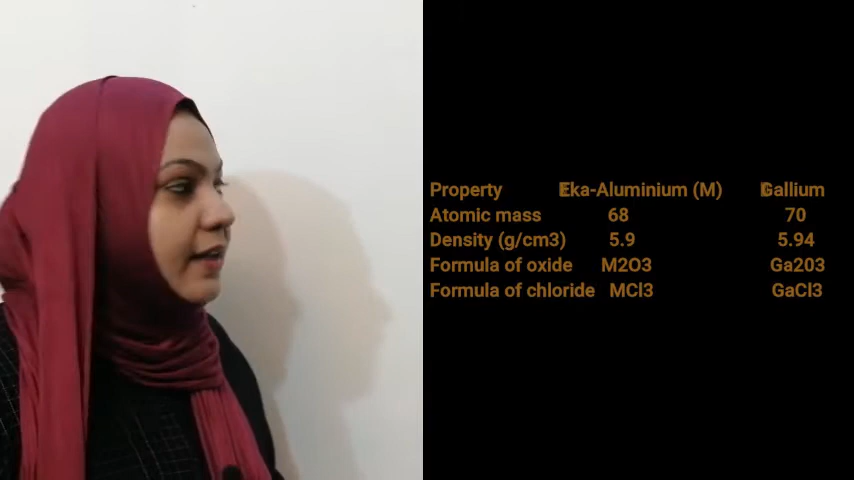 Property Eka-Aluminium (M) Gallium
Atomic mass 68 70
Density (g/cm3) 5.9 5.94
Formula of oxide M2O3 Ga203
Formula of chloride MCl3 GaCl3